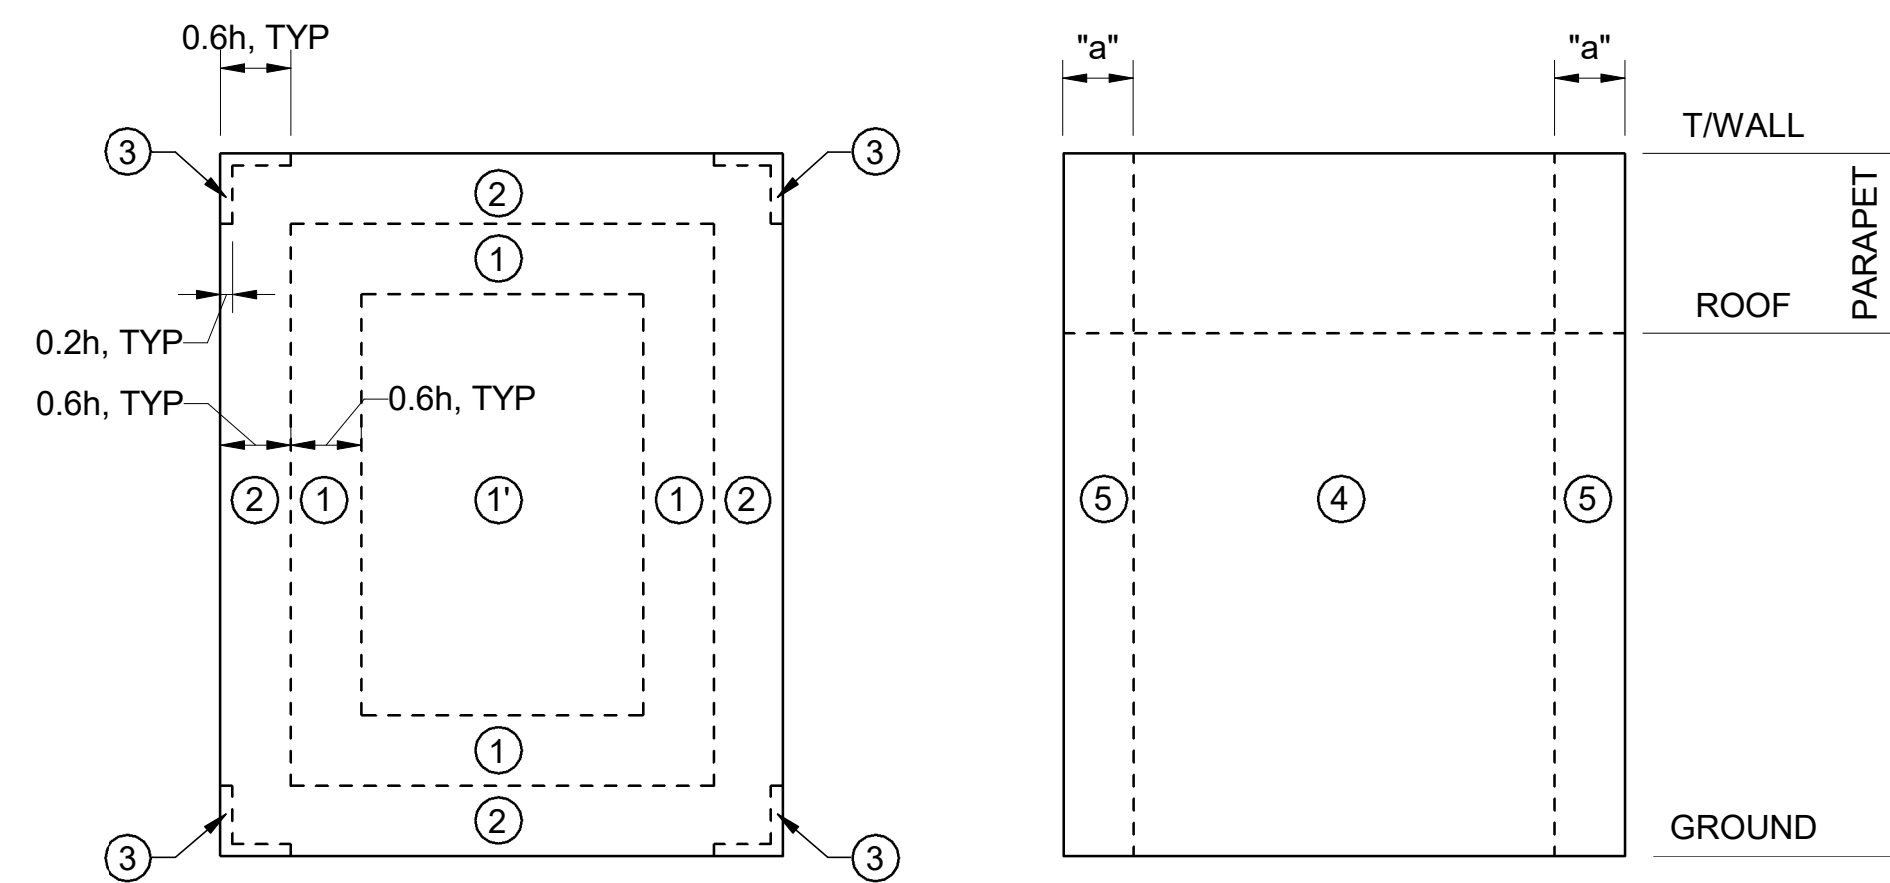 0.6h, TYP
"a"
"a"
T/WALL
3
3
2
PARAPET
1
ROOF
0.2h, TYP
0.6h, TYP
0.6h, TYP
2
1
1'
1
2
5
4
5
1
2
GROUND
3
3